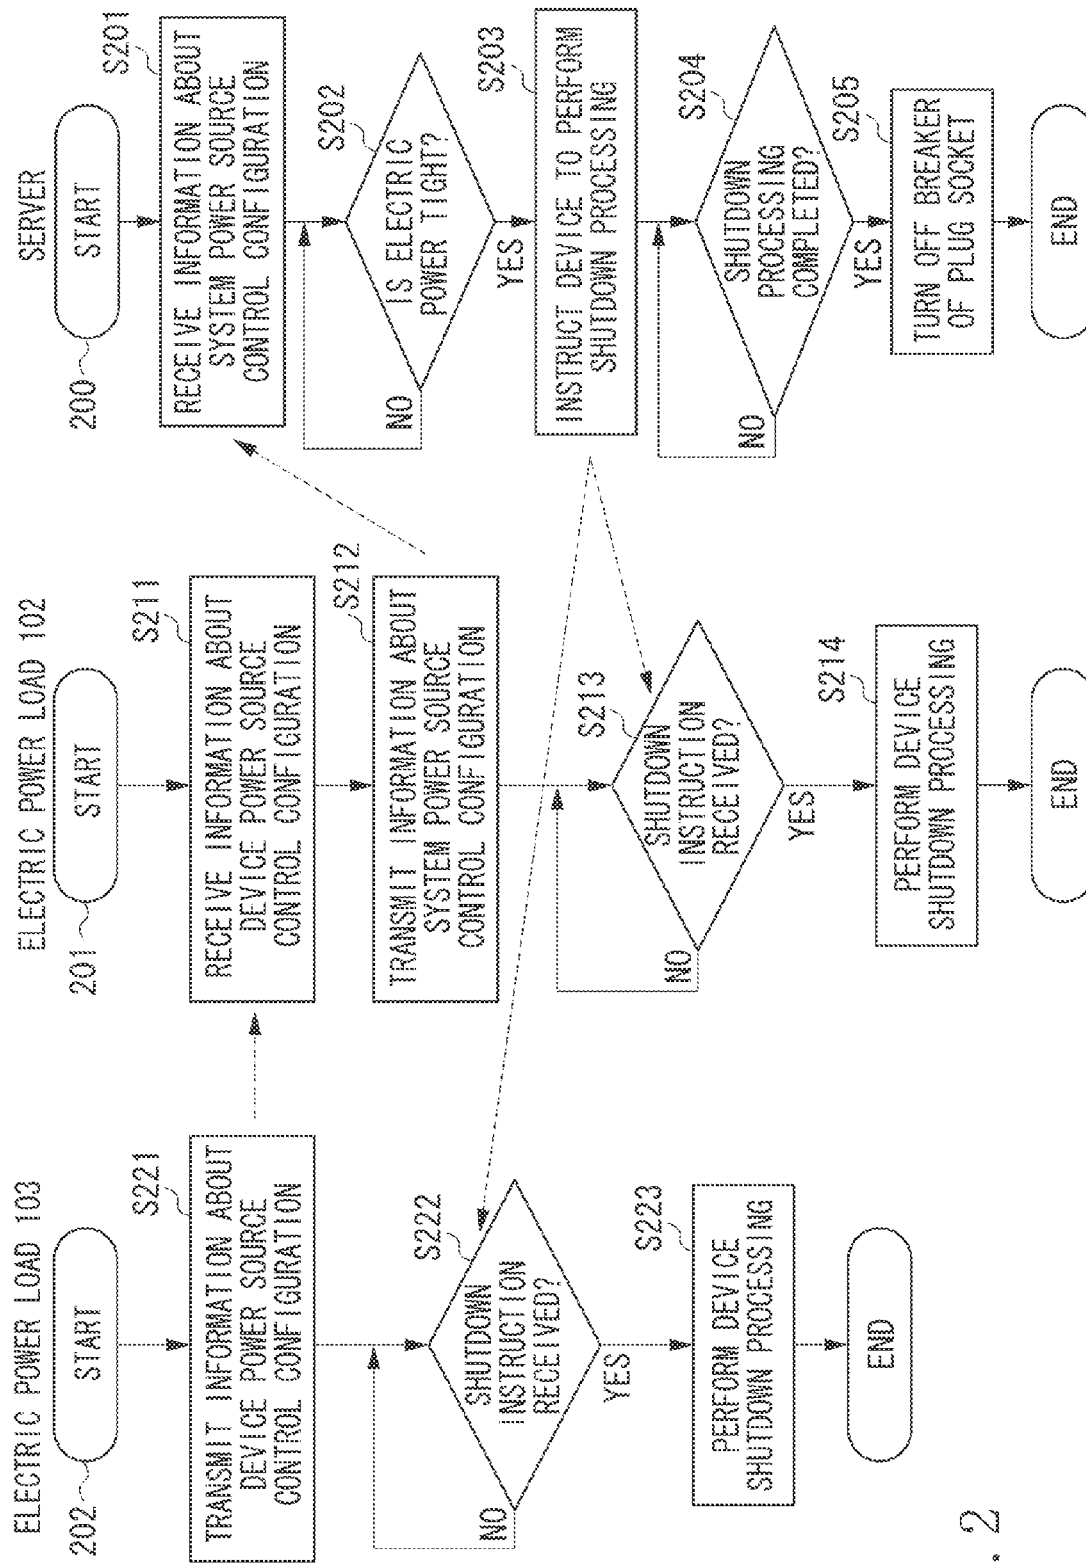 ELECTRIC POWER LOAD 103
202
START
S221
TRANSMIT INFORMATION ABOUT
DEVICE POWER SOURCE
CONTROL CONFIGURATION
S222
SHUTDOWN
INSTRUCTION
RECEIVED?
NO
YES
S223
PERFORM DEVICE
SHUTDOWN PROCESSING
END
ELECTRIC POWER LOAD 102
201
START
S211
RECEIVE INFORMATION ABOUT
DEVICE POWER SOURCE
CONTROL CONFIGURATION
S212
TRANSMIT INFORMATION ABOUT
SYSTEM POWER SOURCE
CONTROL CONFIGURATION
S213
SHUTDOWN
INSTRUCTION
RECEIVED?
NO
YES
S214
PERFORM DEVICE
SHUTDOWN PROCESSING
END
SERVER
200
START
S201
RECEIVE INFORMATION ABOUT
SYSTEM POWER SOURCE
CONTROL CONFIGURATION
S202
IS ELECTRIC
POWER TIGHT?
NO
YES
S203
INSTRUCT DEVICE TO PERFORM
SHUTDOWN PROCESSING
S204
SHUTDOWN
PROCESSING
COMPLETED?
NO
YES
S205
TURN OFF BREAKER
OF PLUG SOCKET
END
. 2